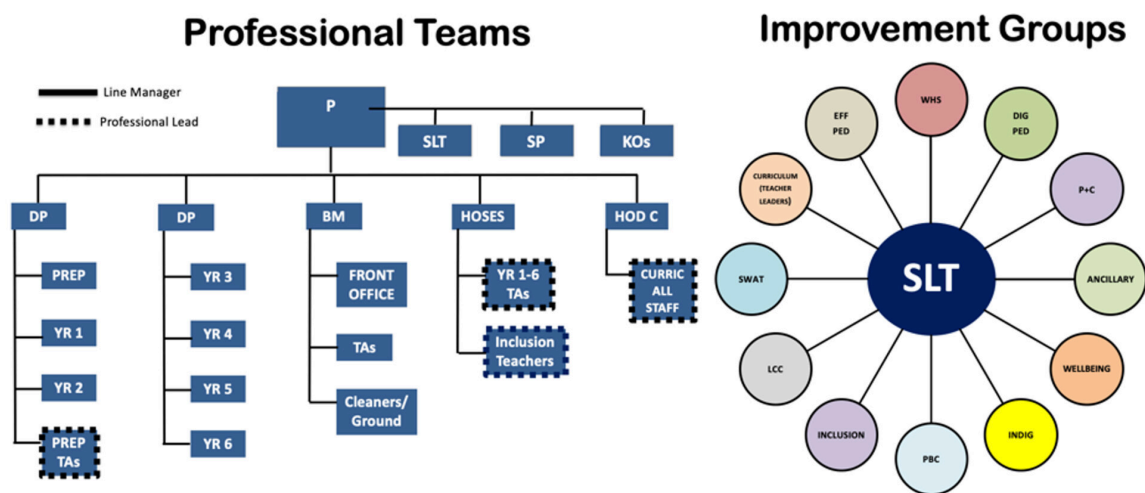 Professional Teams
Improvement Groups
Line Manager
Professional Lead
P
SLT
SP
KOs
DP
DP
BM
HOSES
HOD C
PREP
YR 1
YR 2
PREP
TAs
YR 3
YR 4
YR 5
YR 6
FRONT
OFFICE
TAs
Cleaners/
Ground
YR 1-6
TAs
Inclusion
Teachers
CURRIC
ALL
STAFF
SLT
WHS
DIG
PED
P+C
ANCILLARY
WELLBEING
INDIG
PBC
INCLUSION
LCC
SWAT
CURRICULUM
(TEACHER
LEADERS)
EFF
PED